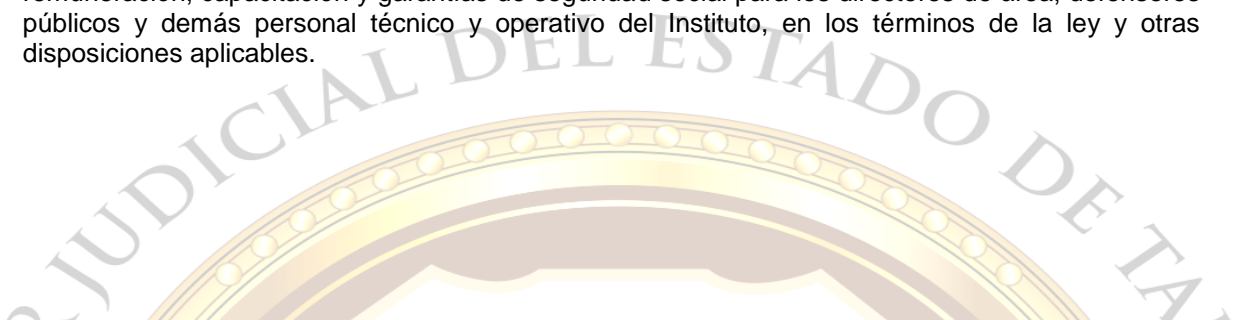 remuneración, capacitación y garantías de seguridad social para los directores de área, defensores
públicos y demás personal técnico y operativo del Instituto, en los términos de la ley y otras
disposiciones aplicables.
JUDICIAL DEL ESTADO DE